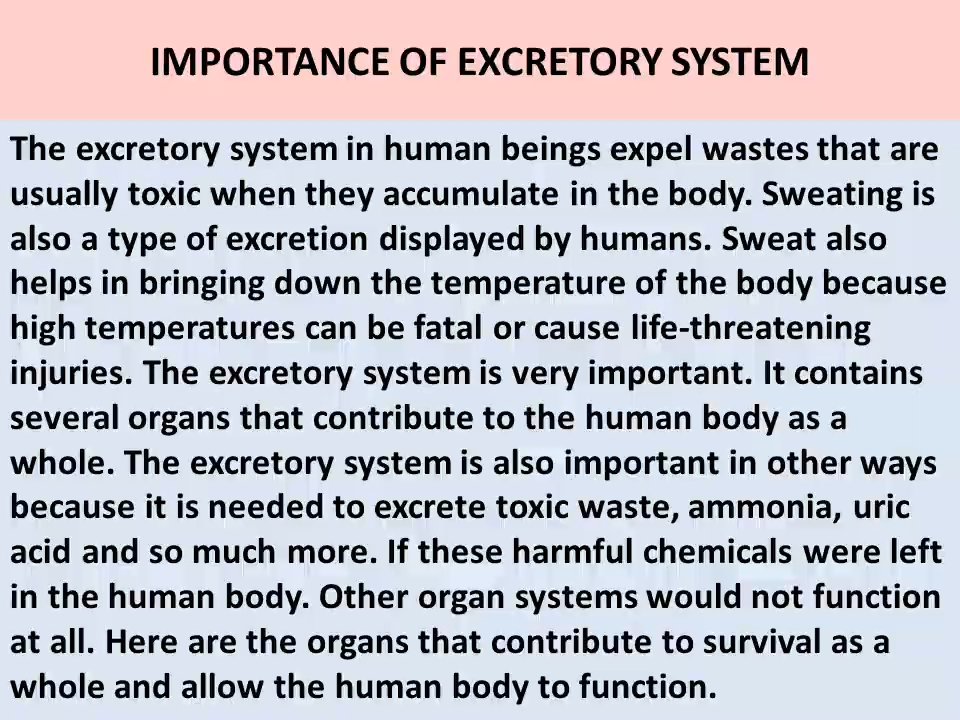 IMPORTANCE OF EXCRETORY SYSTEM
The excretory system in human beings expel wastes that are
usually toxic when they accumulate in the body. Sweating is
also a type of excretion displayed by humans. Sweat also
helps in bringing down the temperature of the body because
high temperatures can be fatal or cause life-threatening
injuries. The excretory system is very important. It contains
several organs that contribute to the human body as a
whole. The excretory system is also important in other ways
because it is needed to excrete toxic waste, ammonia, uric
acid and so much more. If these harmful chemicals were left
in the human body. Other organ systems would not function
at all. Here are the organs that contribute to survival as a
whole and allow the human body to function.